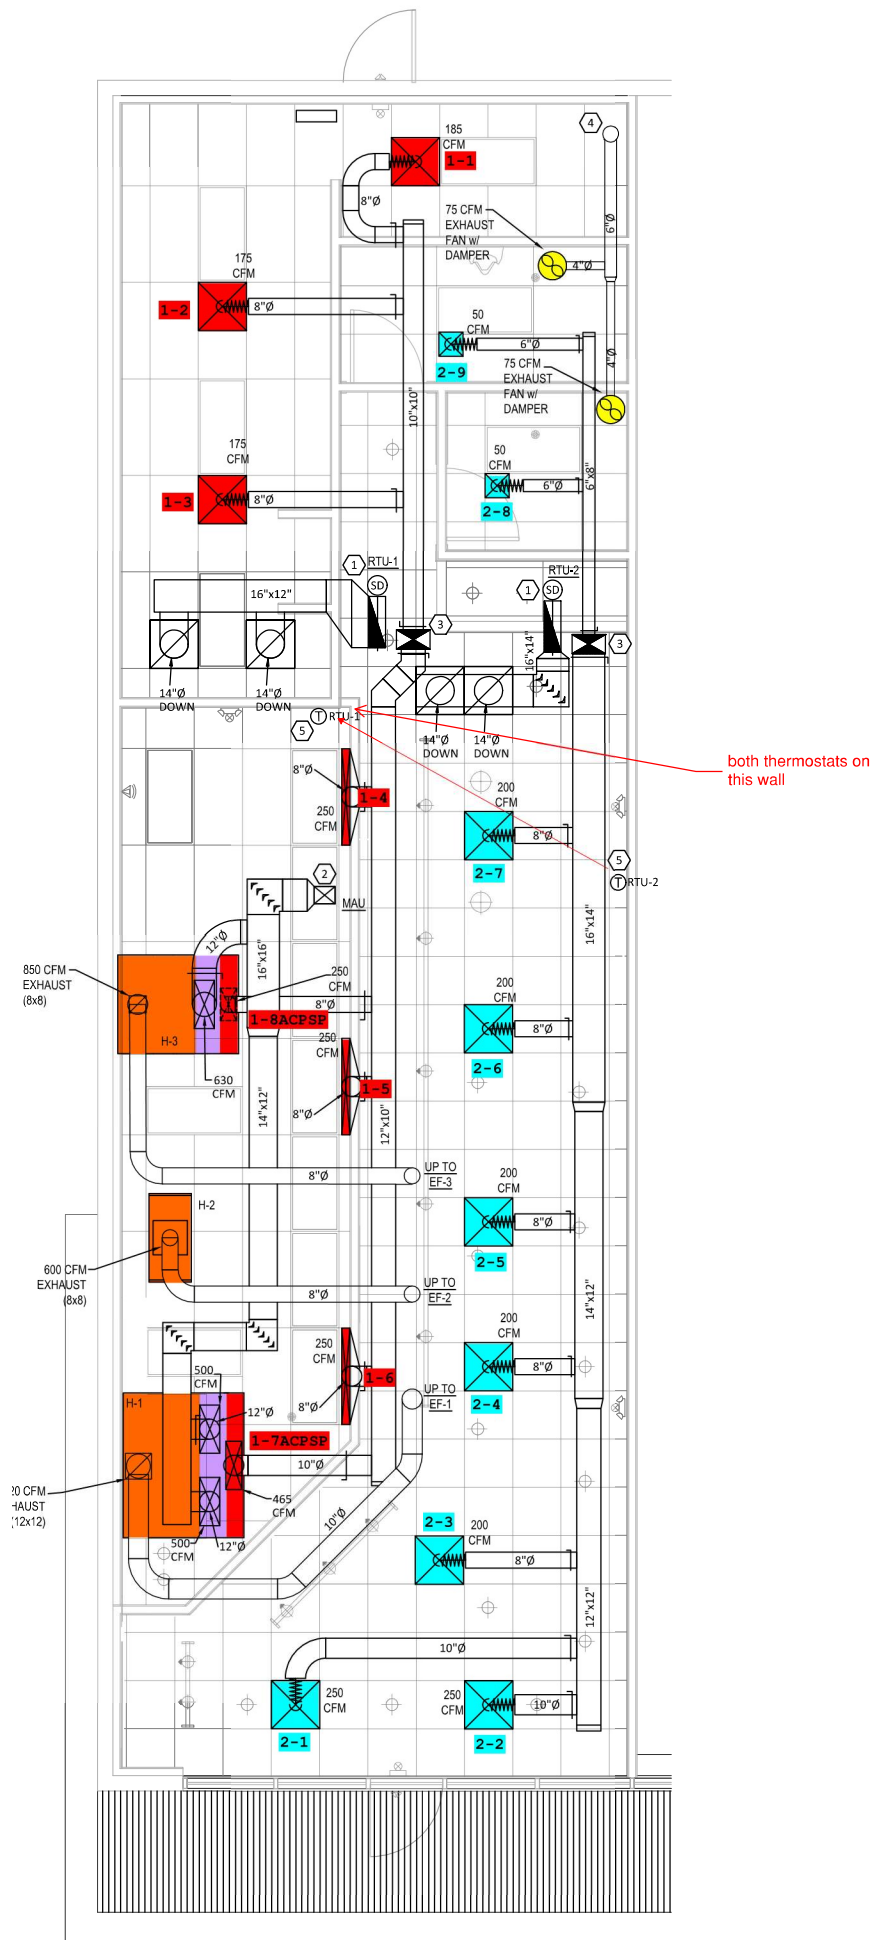 4
185
CFM
1-1
8"Ø
6"Ø
75 CFM
EXHAUST
FAN w/
DAMPER
4"Ø
175
CFM
1-2
8"Ø
50
CFM
6"Ø
2-9
4"Ø
75 CFM
EXHAUST
FAN w/
DAMPER
10"x10"
175
CFM
1-3
8"Ø
50
CFM
6"Ø
2-8
6"x8"
1
RTU-1
SD
RTU-2
1
SD
16"x12"
3
3
16"x14"
14"Ø
DOWN
14"Ø
DOWN
T
RTU-1
5
14"Ø
DOWN
14"Ø
DOWN
both thermostats on
this wall
8"Ø
1-4
250
CFM
200
CFM
8"Ø
2-7
5
T
RTU-2
2
MAU
16"x14"
12"Ø
16"x16"
850 CFM
EXHAUST
(8x8)
250
CFM
8"Ø
1-8ACPSP
H-3
200
CFM
8"Ø
2-6
250
CFM
630
CFM
1-5
8"Ø
14"x12"
12"x10"
8"Ø
UP TO
EF-3
200
CFM
8"Ø
2-5
H-2
600 CFM
EXHAUST
(8x8)
8"Ø
UP TO
EF-2
14"x12"
250
CFM
1-6
8"Ø
200
CFM
8"Ø
2-4
500
CFM
H-1
12"Ø
UP TO
EF-1
1-7ACPSP
10"Ø
20 CFM
HAUST
(12x12)
465
CFM
500
CFM
12"Ø
10"Ø
2-3
200
CFM
8"Ø
12"x12"
10"Ø
250
CFM
2-1
250
CFM
10"Ø
2-2